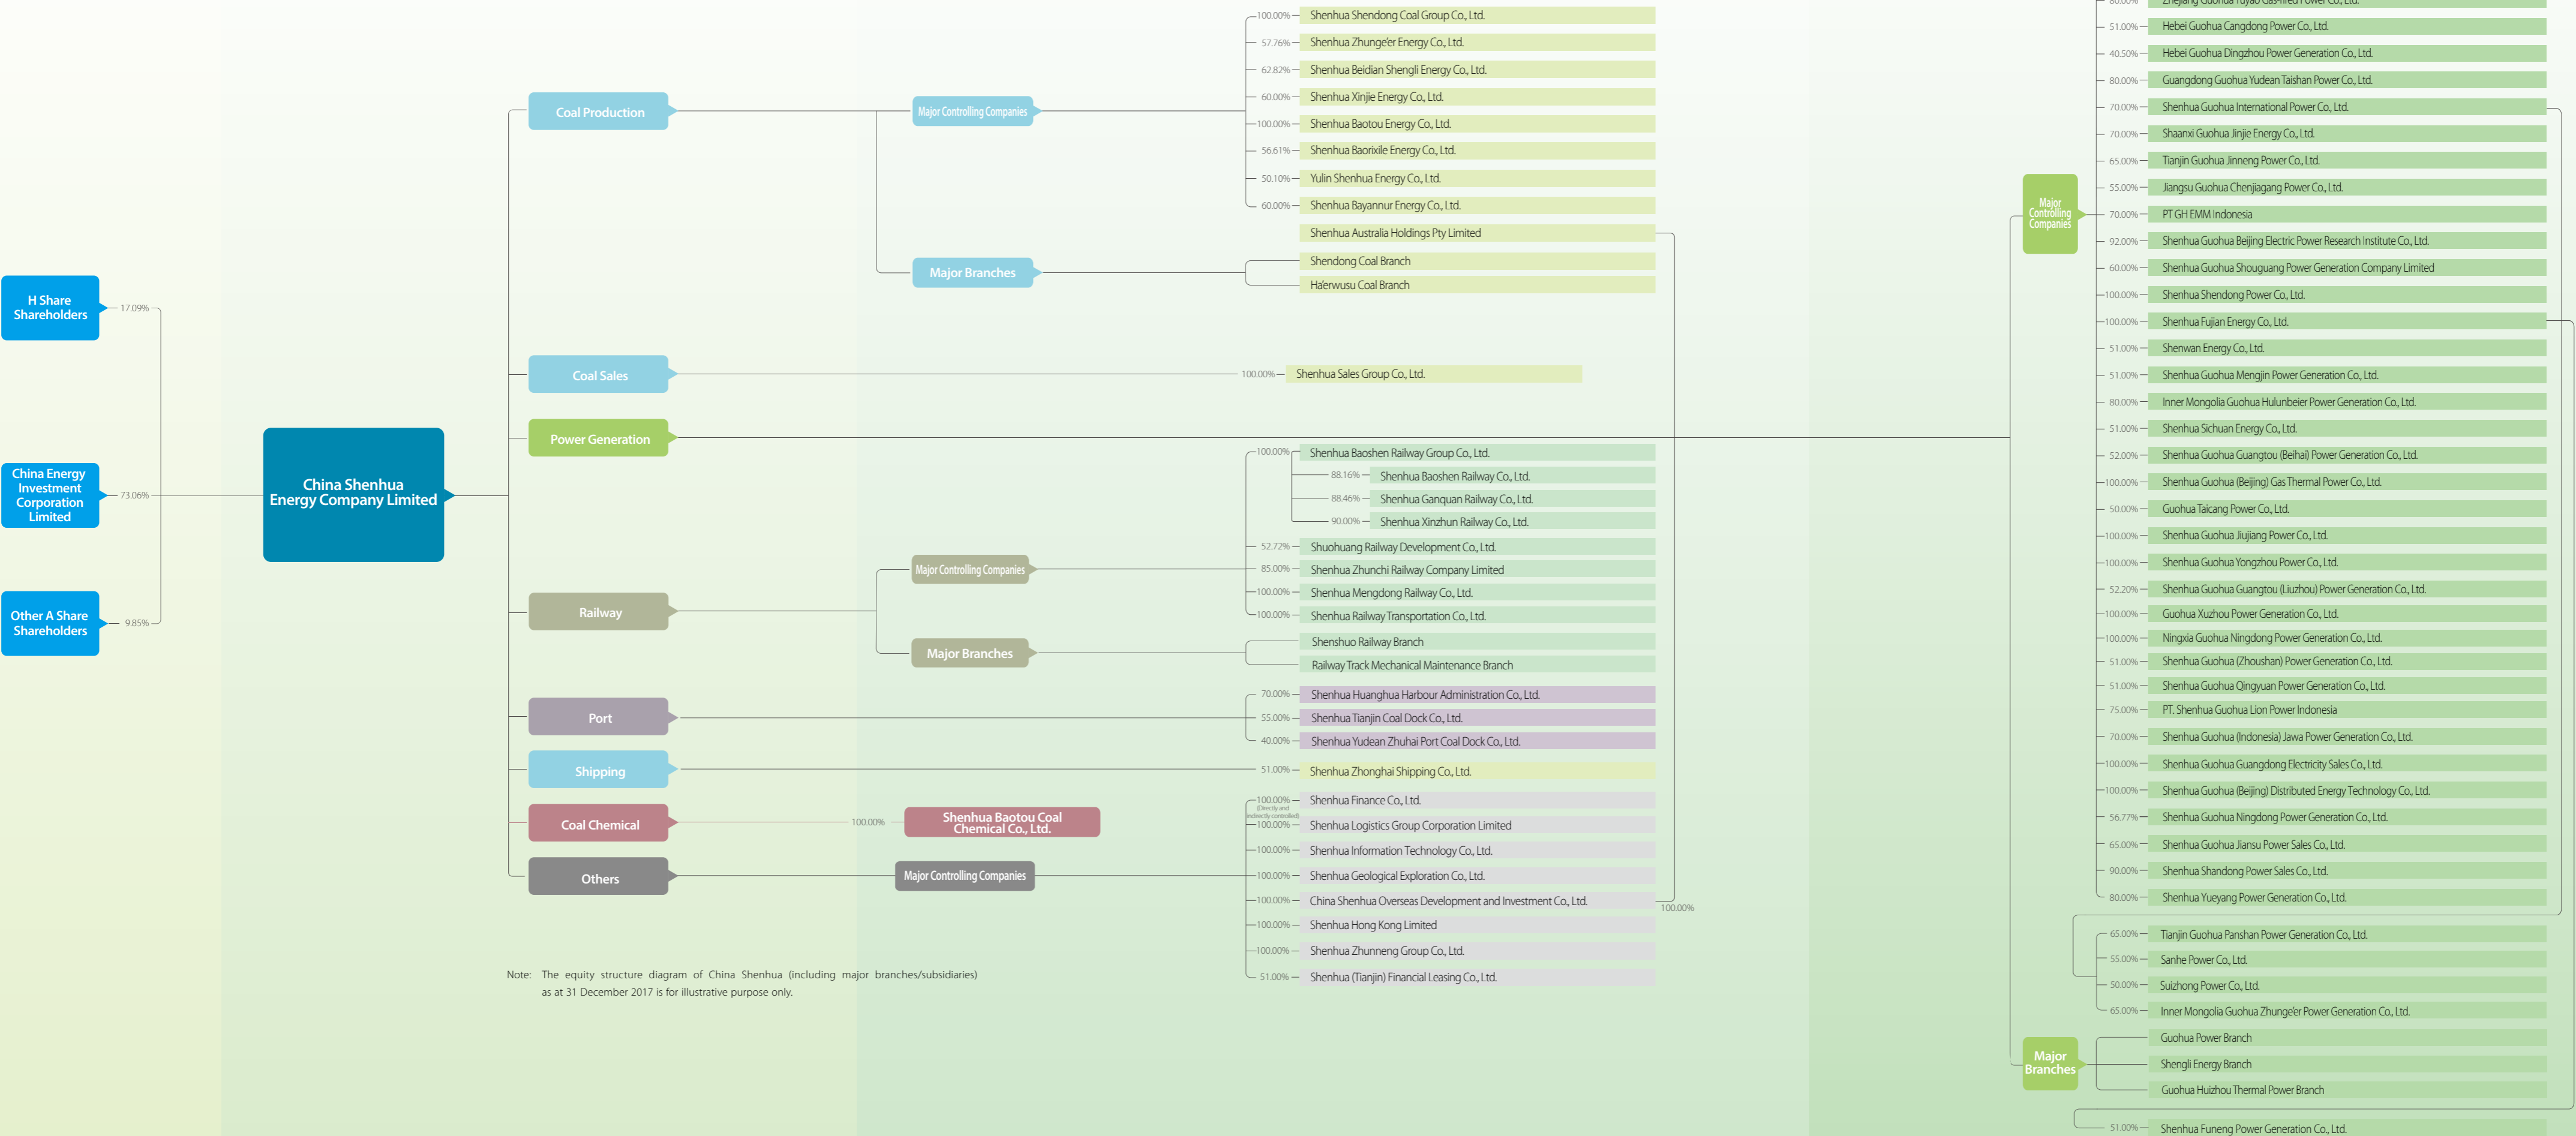 H Share
Shareholders
17.09%
China Energy
Investment
Corporation
Limited
73.06%
Other A Share
Shareholders
9.85%
China Shenhua
Energy Company Limited
Coal Production
Major Controlling Companies
100.00%
Shenhua Shendong Coal Group Co., Ltd.
57.76%
Shenhua Zhunge'er Energy Co., Ltd.
62.82%
Shenhua Beidian Shengli Energy Co., Ltd.
60.00%
Shenhua Xinjie Energy Co., Ltd.
100.00%
Shenhua Baotou Energy Co., Ltd.
56.61%
Shenhua Baorixile Energy Co., Ltd.
50.10%
Yulin Shenhua Energy Co., Ltd.
60.00%
Shenhua Bayannur Energy Co., Ltd.
Shenhua Australia Holdings Pty Limited
Major Branches
Shendong Coal Branch
Ha'erwusu Coal Branch
Coal Sales
100.00%
Shenhua Sales Group Co., Ltd.
Power Generation
Railway
Major Controlling Companies
100.00%
Shenhua Baoshen Railway Group Co., Ltd.
88.16%
Shenhua Baoshen Railway Co., Ltd.
88.46%
Shenhua Ganquan Railway Co., Ltd.
90.00%
Shenhua Xinzhun Railway Co., Ltd.
52.72%
Shuohuang Railway Development Co., Ltd.
85.00%
Shenhua Zhunchi Railway Company Limited
100.00%
Shenhua Mengdong Railway Co., Ltd.
100.00%
Shenhua Railway Transportation Co., Ltd.
Major Branches
Shenshuo Railway Branch
Railway Track Mechanical Maintenance Branch
Port
70.00%
Shenhua Huanghua Harbour Administration Co., Ltd.
55.00%
Shenhua Tianjin Coal Dock Co., Ltd.
40.00%
Shenhua Yudean Zhuhai Port Coal Dock Co., Ltd.
Shipping
51.00%
Shenhua Zhonghai Shipping Co., Ltd.
Coal Chemical
100.00%
Shenhua Baotou Coal
Chemical Co., Ltd.
Others
Major Controlling Companies
100.00%
(Directly and
indirectly controlled)
Shenhua Finance Co., Ltd.
100.00%
Shenhua Logistics Group Corporation Limited
100.00%
Shenhua Information Technology Co., Ltd.
100.00%
Shenhua Geological Exploration Co., Ltd.
100.00%
China Shenhua Overseas Development and Investment Co., Ltd.
100.00%
100.00%
Shenhua Hong Kong Limited
100.00%
Shenhua Zhunneng Group Co., Ltd.
51.00%
Shenhua (Tianjin) Financial Leasing Co., Ltd.
Note: The equity structure diagram of China Shenhua (including major branches/subsidiaries)
as at 31 December 2017 is for illustrative purpose only.
Major
Controlling
Companies
80.00%
Zhejiang Guohua Yuyao Gas-fired Power Co., Ltd.
51.00%
Hebei Guohua Cangdong Power Co., Ltd.
40.50%
Hebei Guohua Dingzhou Power Generation Co., Ltd.
80.00%
Guangdong Guohua Yudean Taishan Power Co., Ltd.
70.00%
Shenhua Guohua International Power Co., Ltd.
70.00%
Shaanxi Guohua Jinjie Energy Co., Ltd.
65.00%
Tianjin Guohua Jinneng Power Co., Ltd.
55.00%
Jiangsu Guohua Chenjiagang Power Co., Ltd.
70.00%
PT GH EMM Indonesia
92.00%
Shenhua Guohua Beijing Electric Power Research Institute Co., Ltd.
60.00%
Shenhua Guohua Shouguang Power Generation Company Limited
100.00%
Shenhua Shendong Power Co., Ltd.
100.00%
Shenhua Fujian Energy Co., Ltd.
51.00%
Shenwan Energy Co., Ltd.
51.00%
Shenhua Guohua Mengjin Power Generation Co., Ltd.
80.00%
Inner Mongolia Guohua Hulunbeier Power Generation Co., Ltd.
51.00%
Shenhua Sichuan Energy Co., Ltd.
52.00%
Shenhua Guohua Guangtou (Beihai) Power Generation Co., Ltd.
100.00%
Shenhua Guohua (Beijing) Gas Thermal Power Co., Ltd.
50.00%
Guohua Taicang Power Co., Ltd.
100.00%
Shenhua Guohua Jiujiang Power Co., Ltd.
100.00%
Shenhua Guohua Yongzhou Power Co., Ltd.
52.20%
Shenhua Guohua Guangtou (Liuzhou) Power Generation Co., Ltd.
100.00%
Guohua Xuzhou Power Generation Co., Ltd.
100.00%
Ningxia Guohua Ningdong Power Generation Co., Ltd.
51.00%
Shenhua Guohua (Zhoushan) Power Generation Co., Ltd.
51.00%
Shenhua Guohua Qingyuan Power Generation Co., Ltd.
75.00%
PT. Shenhua Guohua Lion Power Indonesia
70.00%
Shenhua Guohua (Indonesia) Jawa Power Generation Co., Ltd.
100.00%
Shenhua Guohua Guangdong Electricity Sales Co., Ltd.
100.00%
Shenhua Guohua (Beijing) Distributed Energy Technology Co., Ltd.
56.77%
Shenhua Guohua Ningdong Power Generation Co., Ltd.
65.00%
Shenhua Guohua Jiansu Power Sales Co., Ltd.
90.00%
Shenhua Shandong Power Sales Co., Ltd.
80.00%
Shenhua Yueyang Power Generation Co., Ltd.
65.00%
Tianjin Guohua Panshan Power Generation Co., Ltd.
55.00%
Sanhe Power Co., Ltd.
50.00%
Suizhong Power Co., Ltd.
65.00%
Inner Mongolia Guohua Zhunge'er Power Generation Co., Ltd.
Major
Branches
Guohua Power Branch
Shengli Energy Branch
Guohua Huizhou Thermal Power Branch
51.00%
Shenhua Funeng Power Generation Co., Ltd.